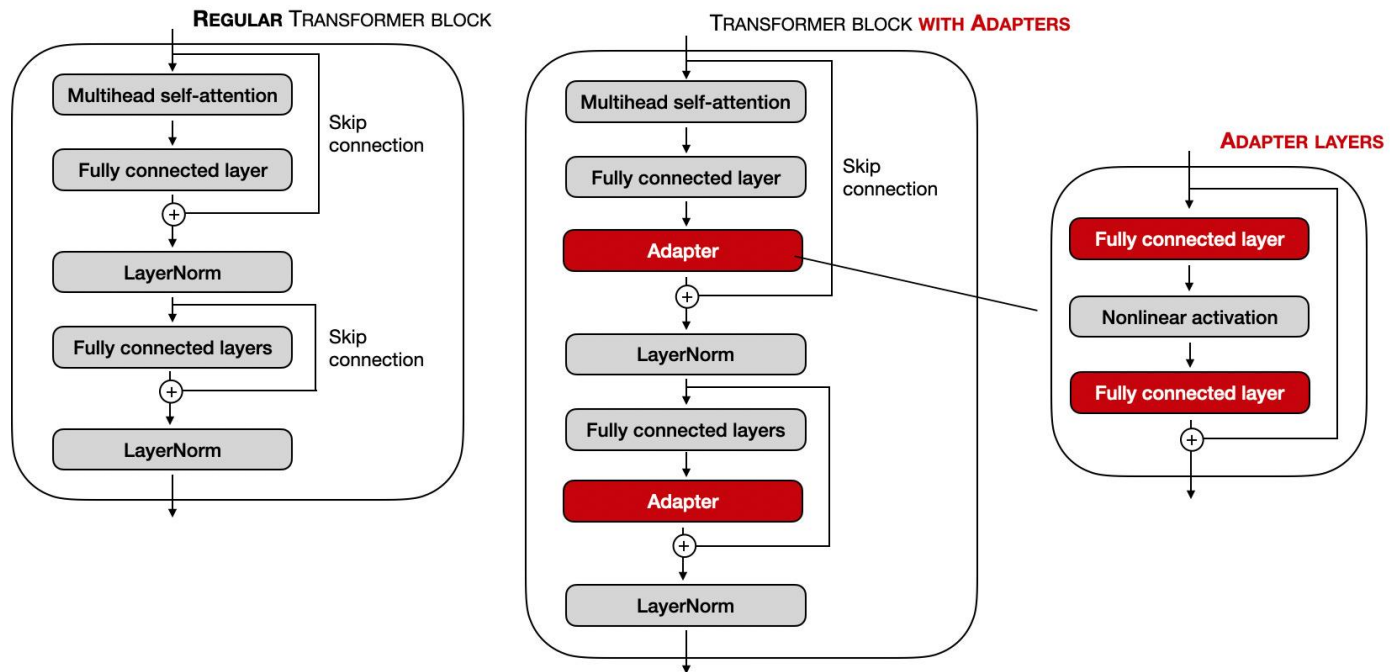 REGULAR TRANSFORMER BLOCK
Multihead self-attention
Skip
connection
Fully connected layer
+
LayerNorm
Fully connected layers
Skip
connection
+
LayerNorm
TRANSFORMER BLOCK WITH ADAPTERS
Multihead self-attention
Fully connected layer
Skip
connection
Adapter
+
LayerNorm
Fully connected layers
Adapter
+
LayerNorm
ADAPTER LAYERS
Fully connected layer
Nonlinear activation
Fully connected layer
+